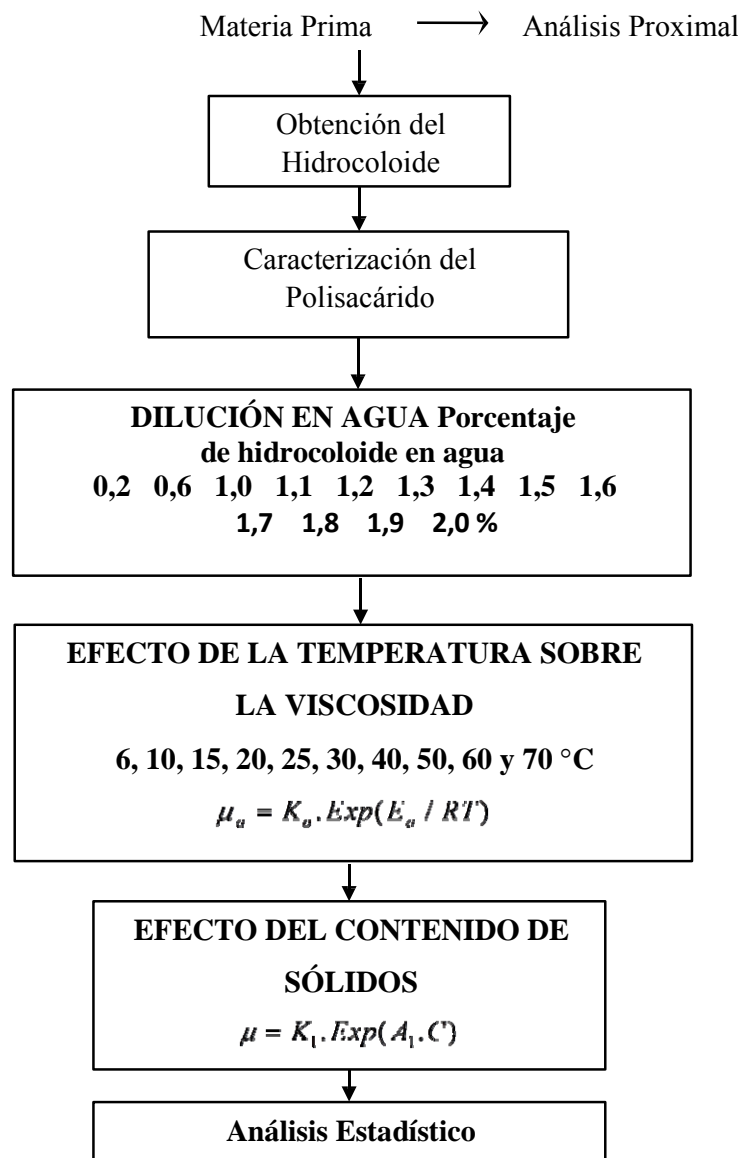 Materia Prima → Análisis Proximal
Obtención del
Hidrocoloide
Caracterización del
Polisacárido
DILUCIÓN EN AGUA Porcentaje
de hidrocoloide en agua
0,2 0,6 1,0 1,1 1,2 1,3 1,4 1,5 1,6
1,7 1,8 1,9 2,0 %
EFECTO DE LA TEMPERATURA SOBRE
LA VISCOSIDAD
6, 10, 15, 20, 25, 30, 40, 50, 60 y 70 °C
μₐ = Kₒ.Exp(Eₐ / RT)
EFECTO DEL CONTENIDO DE
SÓLIDOS
μ = K₁.Exp(A₁.C)
Análisis Estadístico